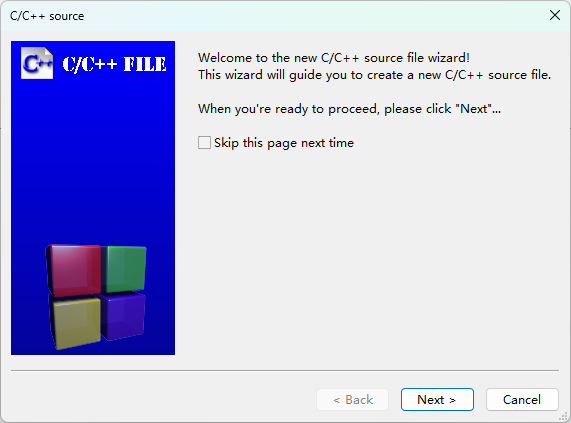 C/C++ source
C++
C/C++ FILE
Welcome to the new C/C++ source file wizard!
This wizard will guide you to create a new C/C++ source file.
When you're ready to proceed, please click "Next"...
Skip this page next time
< Back
Next >
Cancel